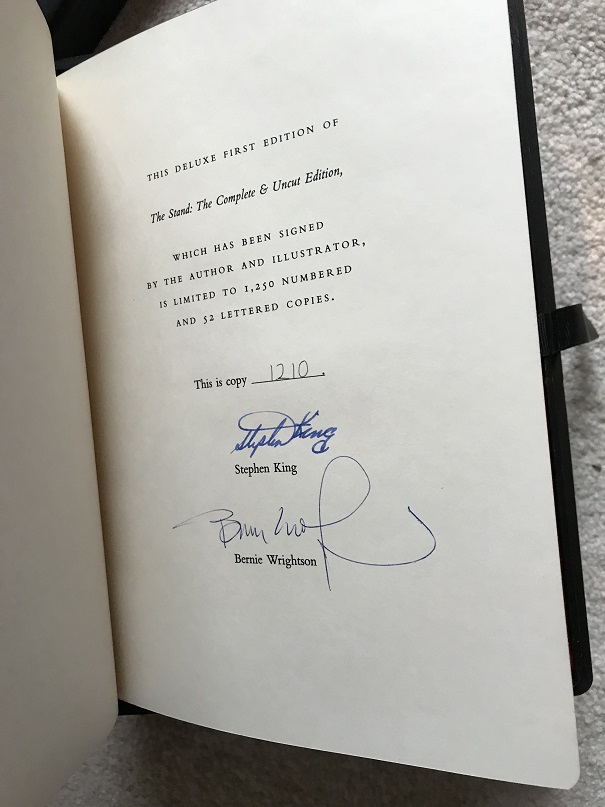 THIS DELUXE FIRST EDITION OF
The Stand: The Complete & Uncut Edition,
WHICH HAS BEEN SIGNED
BY THE AUTHOR AND ILLUSTRATOR,
IS LIMITED TO 1,250 NUMBERED
AND 52 LETTERED COPIES.
This is copy 1210.
Stephen King
Stephen King
Bernie Wrightson